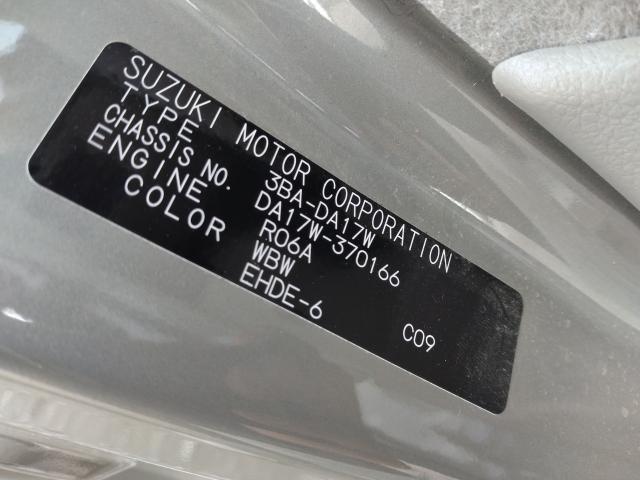 SUZUKI MOTOR CORPORATION
TYPE 3BA-DA17W
CHASSIS NO. DA17W-370166
ENGINE R06A
COLOR WBW
EHDE-6 C09